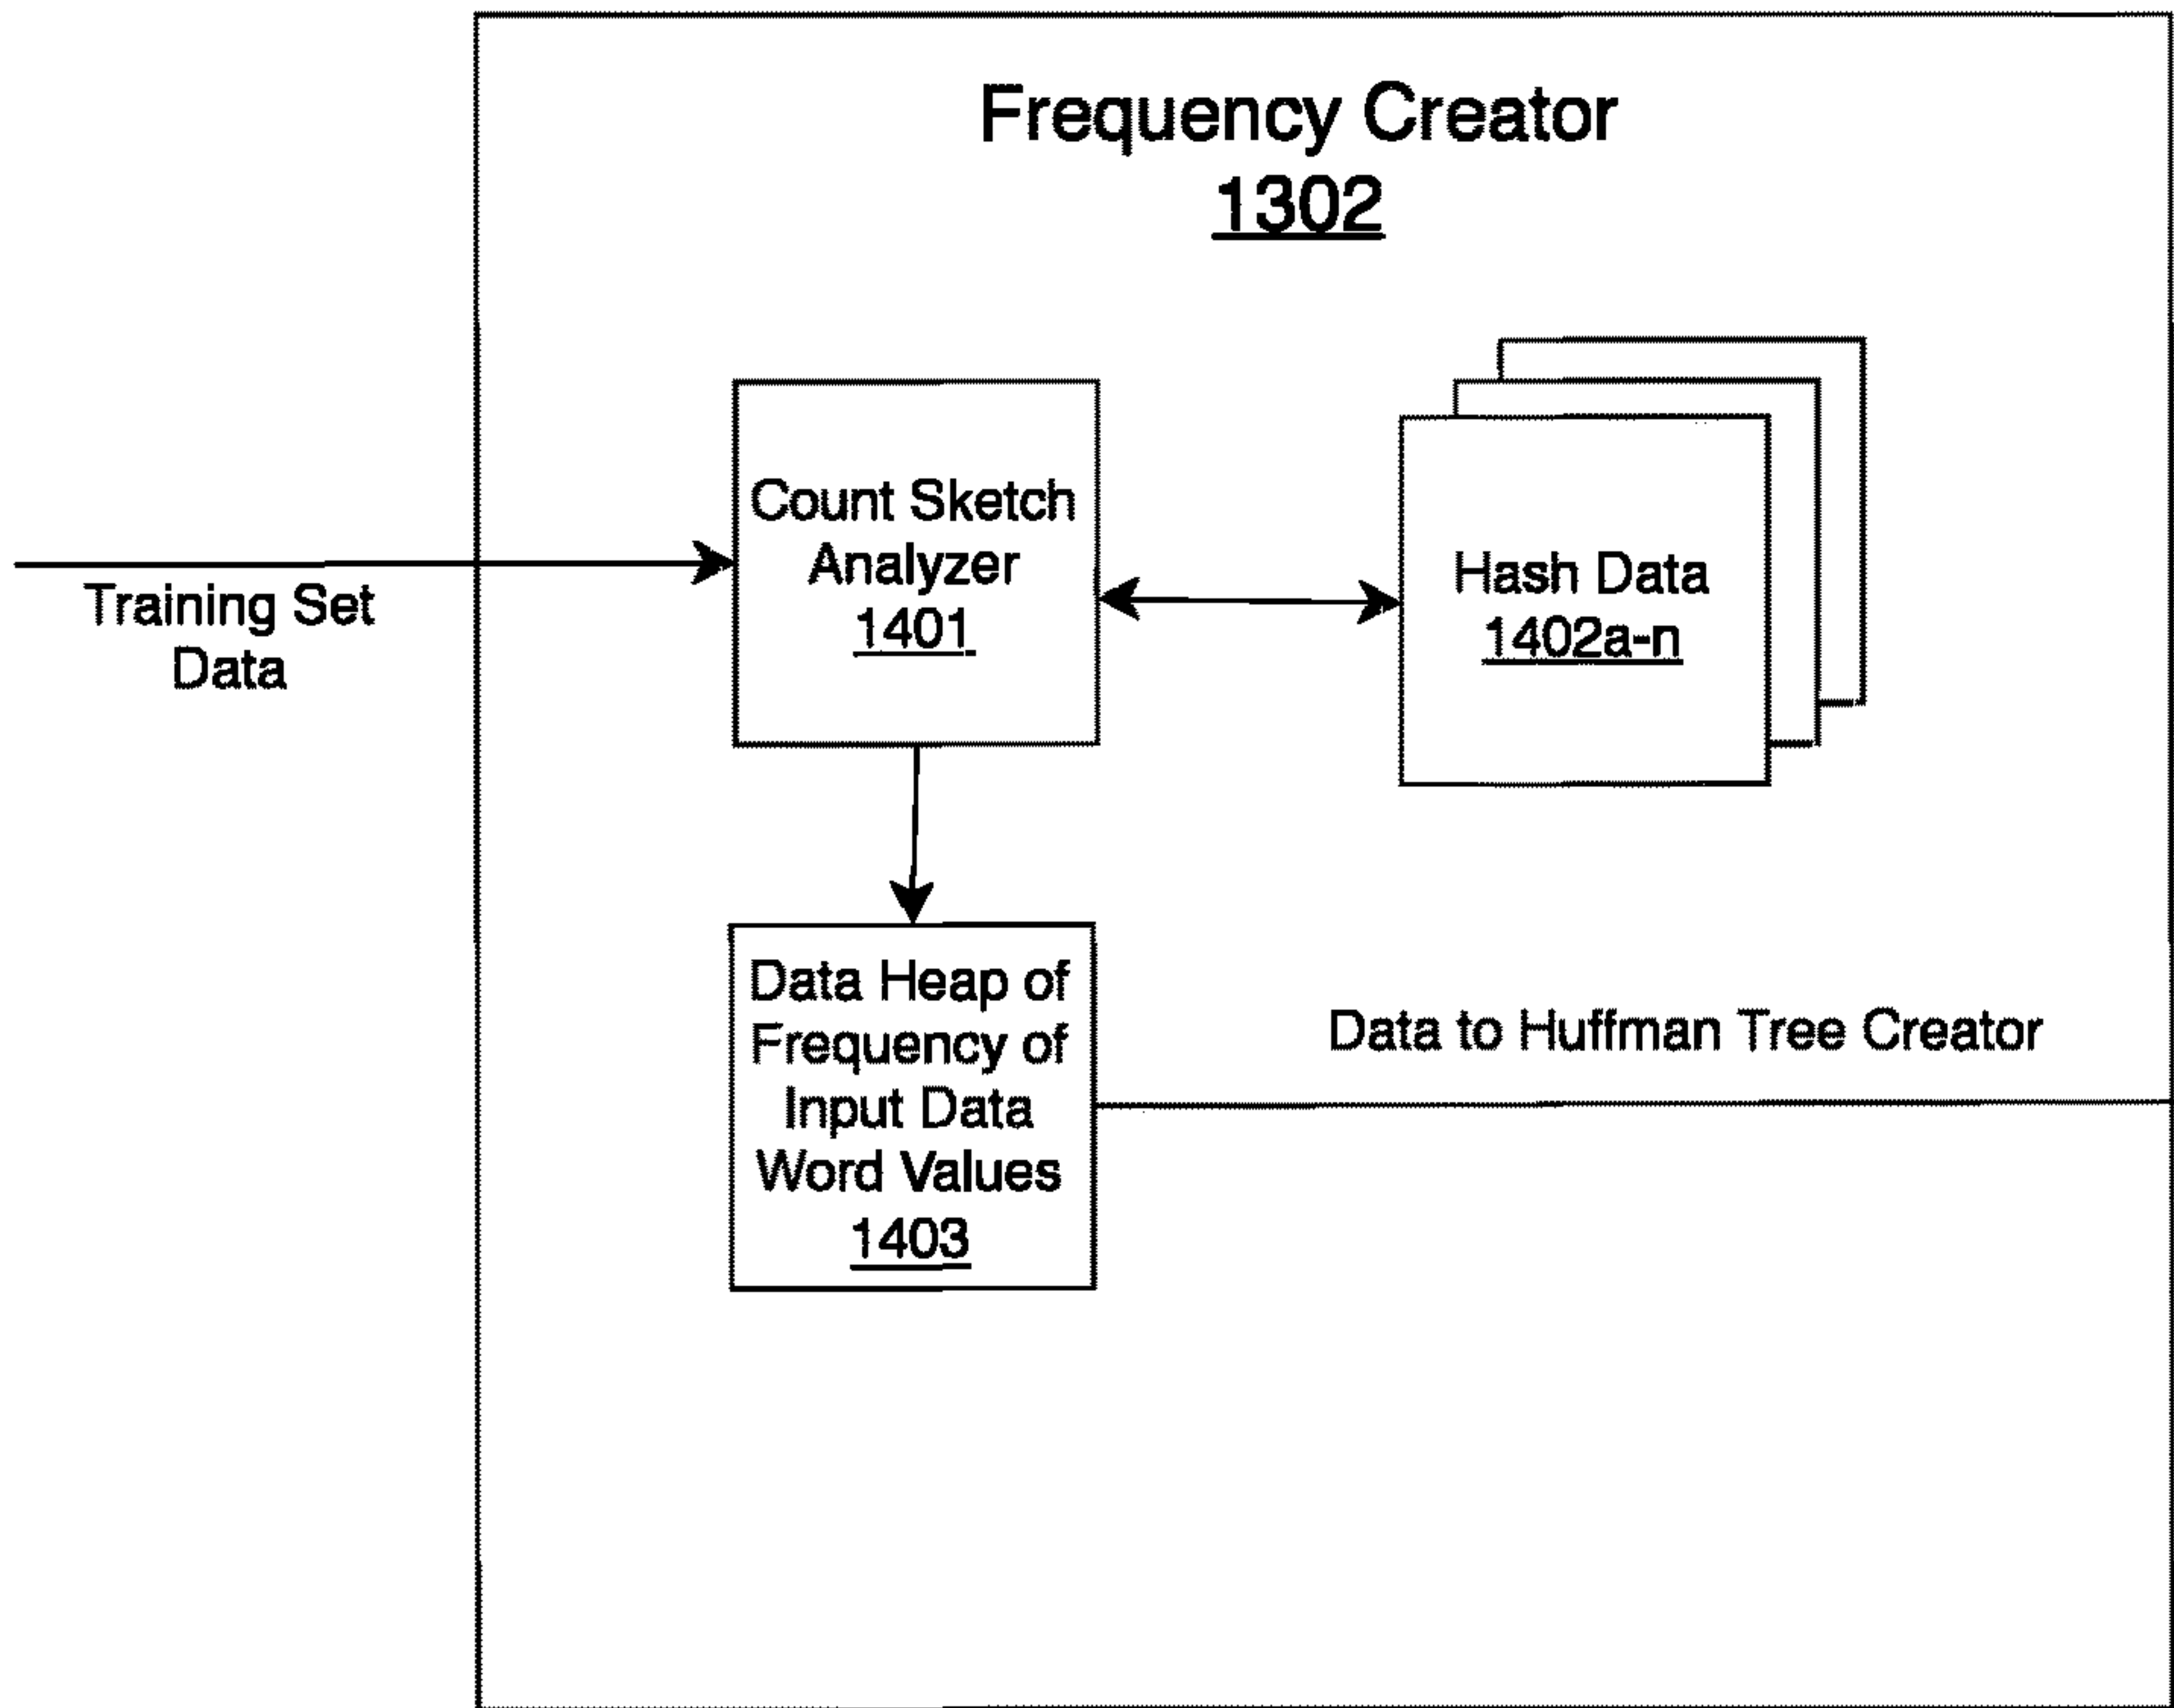 Frequency Creator
1302
Training Set
Data
Count Sketch
Analyzer
1401
Hash Data
1402a-n
Data Heap of
Frequency of
Input Data
Word Values
1403
Data to Huffman Tree Creator